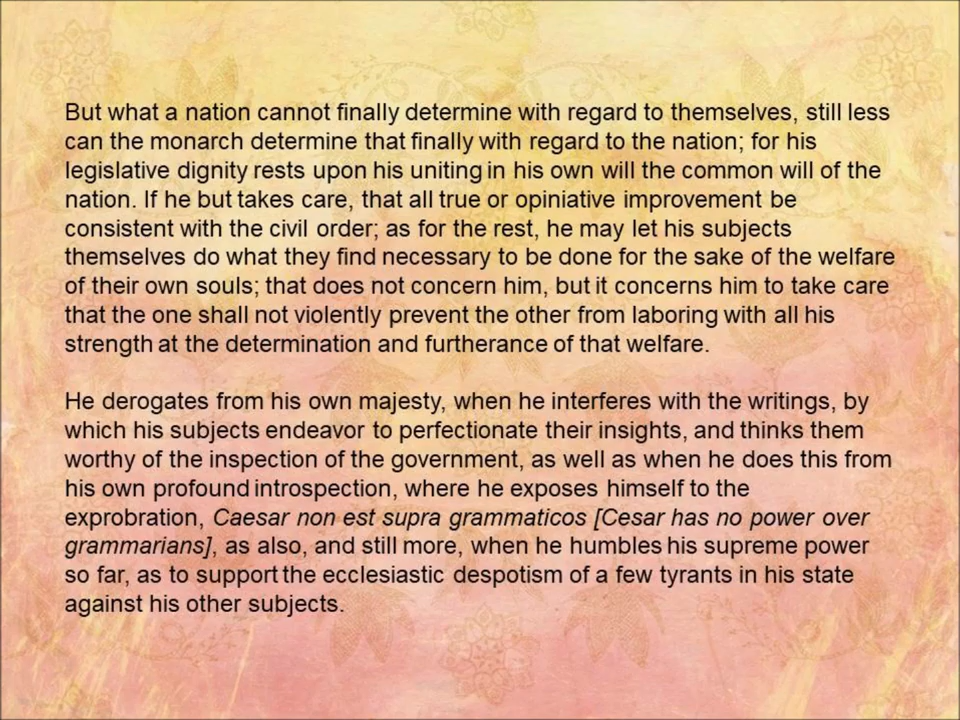 But what a nation cannot finally determine with regard to themselves, still less
can the monarch determine that finally with regard to the nation; for his
legislative dignity rests upon his uniting in his own will the common will of the
nation. If he but takes care, that all true or opiniative improvement be
consistent with the civil order; as for the rest, he may let his subjects
themselves do what they find necessary to be done for the sake of the welfare
of their own souls; that does not concern him, but it concerns him to take care
that the one shall not violently prevent the other from laboring with all his
strength at the determination and furtherance of that welfare.
He derogates from his own majesty, when he interferes with the writings, by
which his subjects endeavor to perfectionate their insights, and thinks them
worthy of the inspection of the government, as well as when he does this from
his own profound introspection, where he exposes himself to the
exprobration, Caesar non est supra grammaticos [Cesar has no power over
grammarians], as also, and still more, when he humbles his supreme power
so far, as to support the ecclesiastic despotism of a few tyrants in his state
against his other subjects.